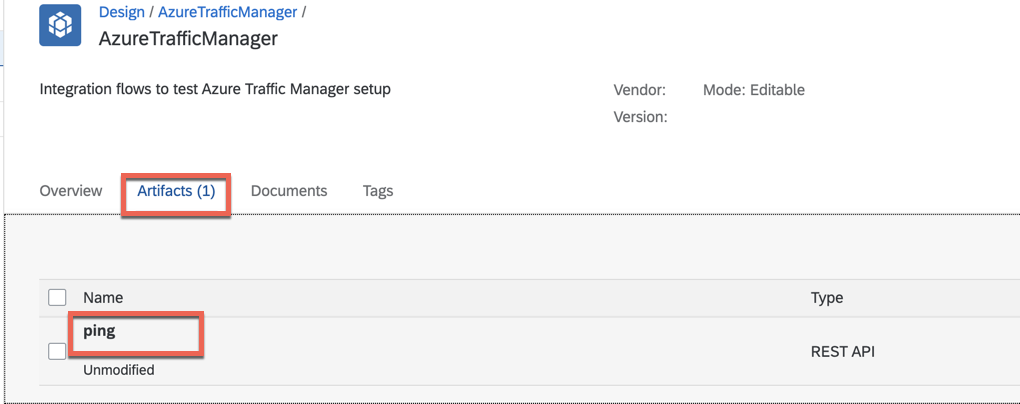 Design / AzureTrafficManager /
AzureTrafficManager
Integration flows to test Azure Traffic Manager setup
Vendor: Mode: Editable
Version:
Overview Artifacts (1) Documents Tags
Name Type
ping
REST API
Unmodified